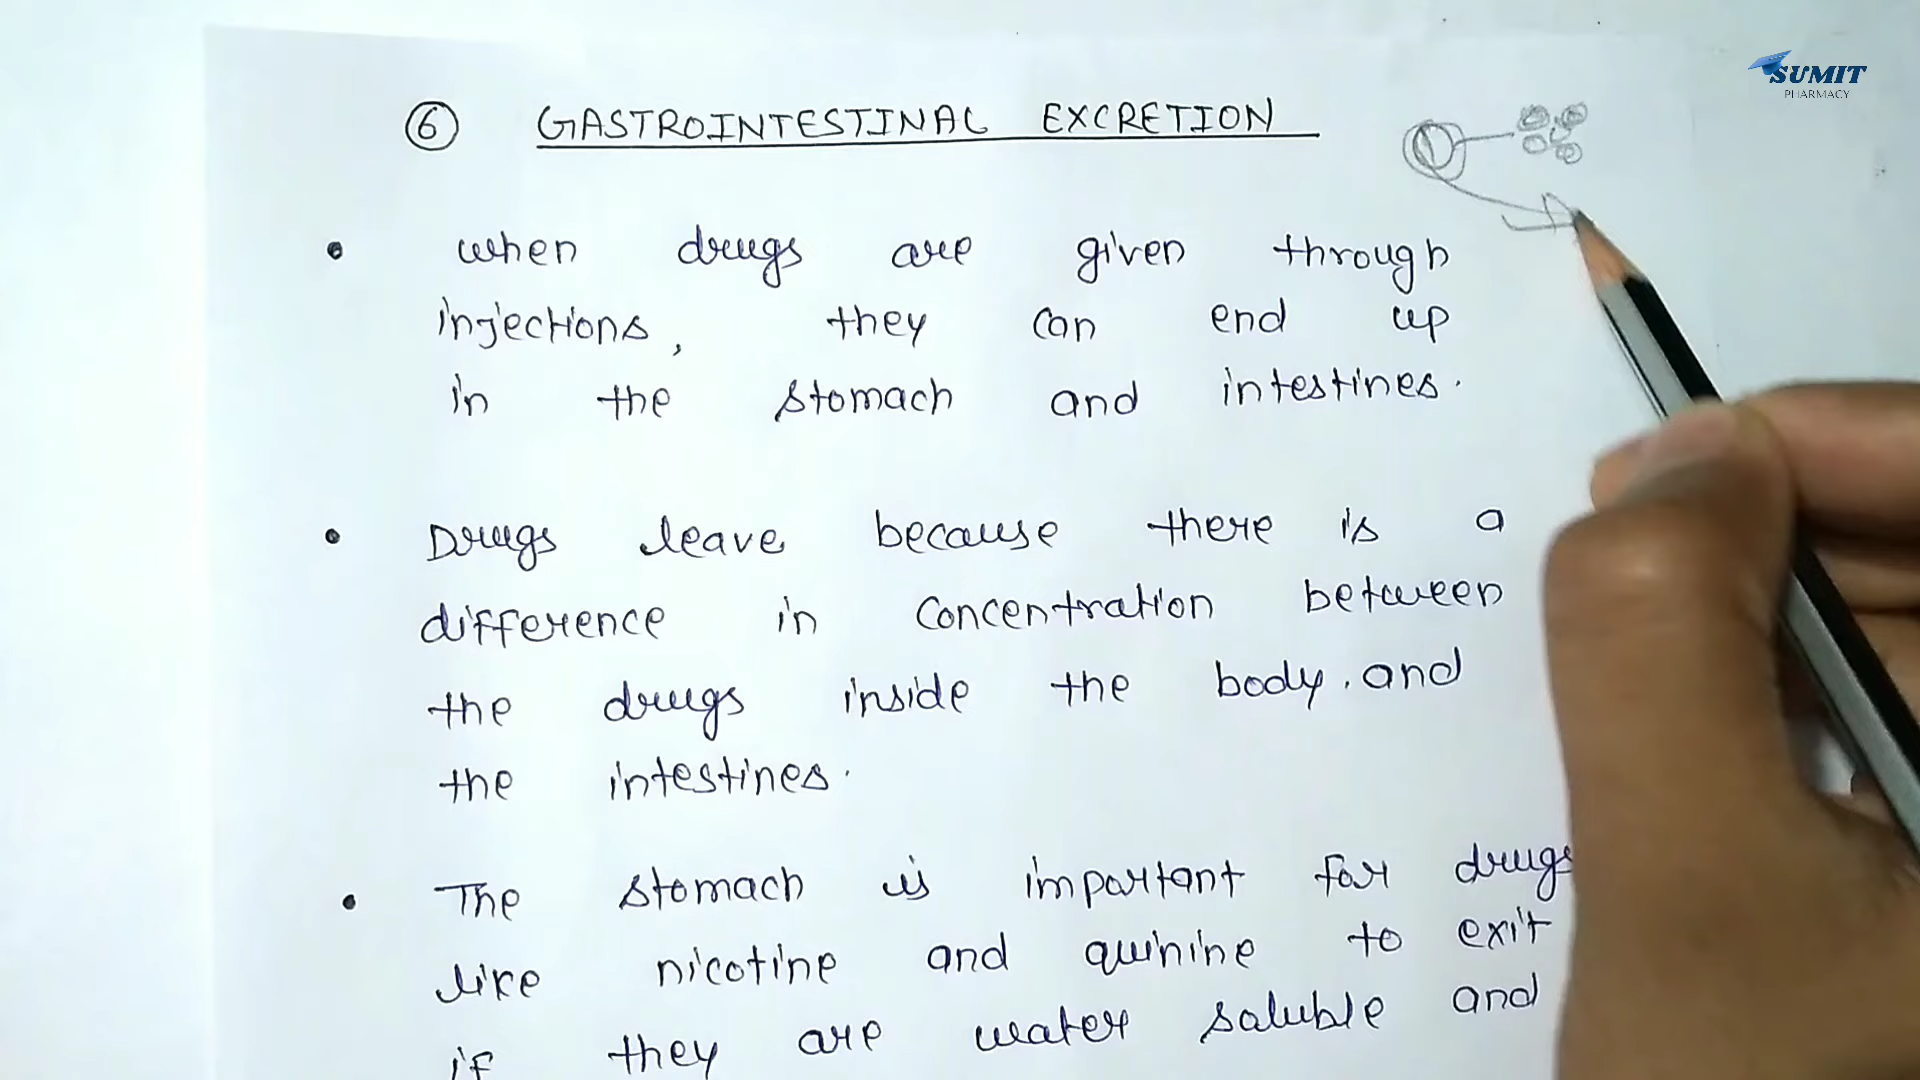 SUMIT
PHARMACY
6 GASTROINTESTINAL EXCRETION
• when drugs are given through
injections, they can end up
in the stomach and intestines.
• Drugs leave because there is a
difference in concentration between
the drugs inside the body. and
the intestines.
• The stomach is important for drugs
like nicotine and quinine to exit
if they are water saluble and